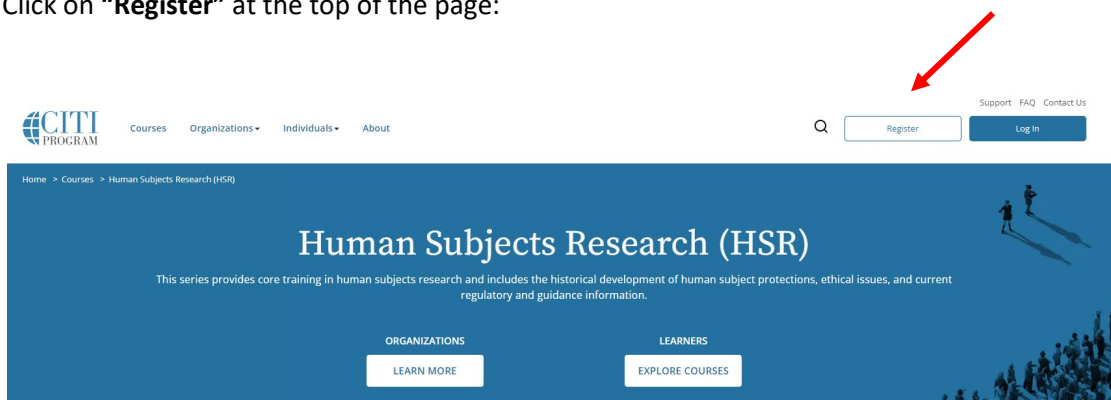 Click on “Register” at the top of the page:
Support FAQ Contact Us
CITI
PROGRAM
Courses Organizations Individuals About
Register
Log In
Home > Courses > Human Subjects Research (HSR)
Human Subjects Research (HSR)
This series provides core training in human subjects research and includes the historical development of human subject protections, ethical issues, and current
regulatory and guidance information.
ORGANIZATIONS
LEARN MORE
LEARNERS
EXPLORE COURSES